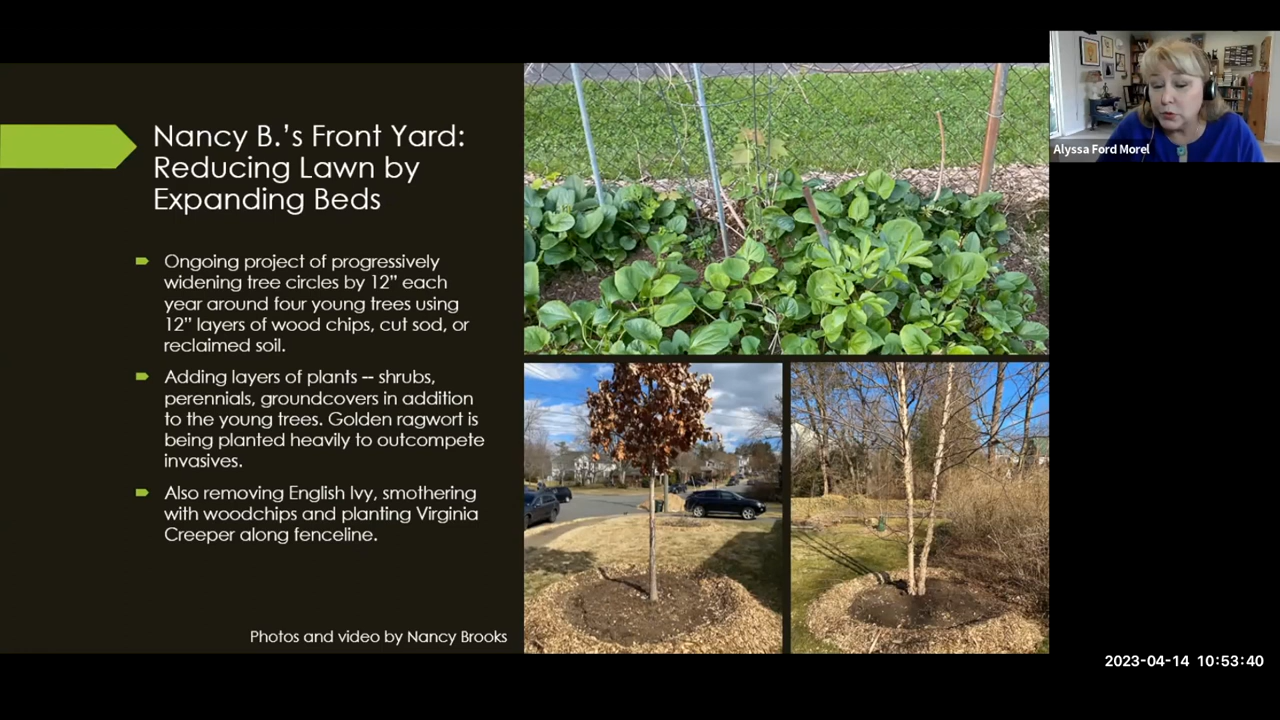 Nancy B.’s Front Yard:
Reducing Lawn by
Expanding Beds
Ongoing project of progressively
widening tree circles by 12” each
year around four young trees using
12” layers of wood chips, cut sod, or
reclaimed soil.
Adding layers of plants -- shrubs,
perennials, groundcovers in addition
to the young trees. Golden ragwort is
being planted heavily to outcompete
invasives.
Also removing English Ivy, smothering
with woodchips and planting Virginia
Creeper along fenceline.
Photos and video by Nancy Brooks
Alyssa Ford Morel
2023-04-14 10:53:40